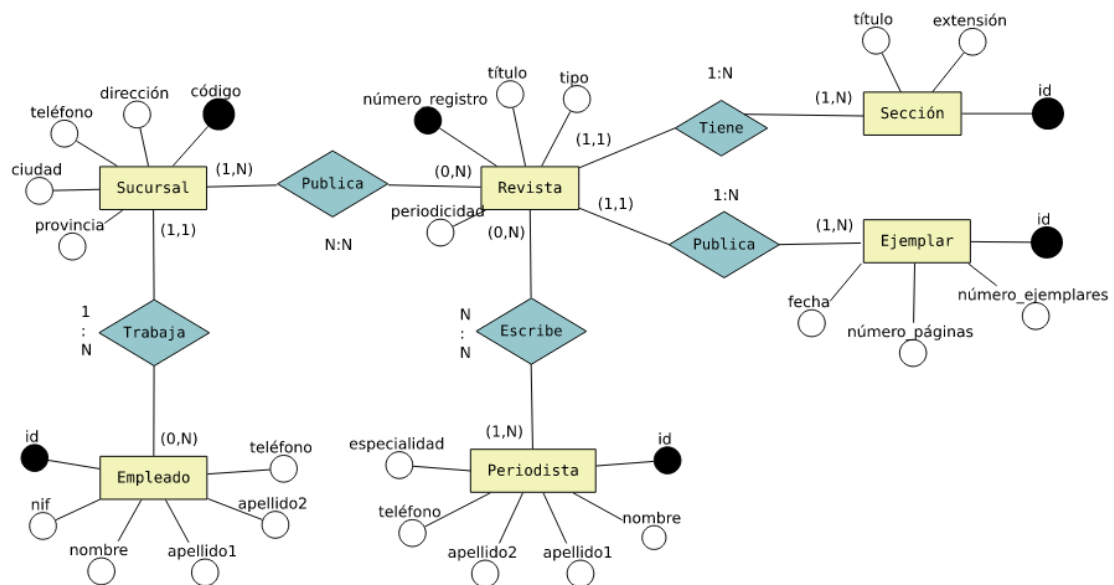 título
extensión
1:N
(1,N)
Sección
id
Tiene
(1,1)
título
tipo
número_registro
dirección
código
teléfono
ciudad
provincia
Sucursal
(1,N)
Publica
(0,N)
N:N
Revista
periodicidad
(1,1)
(0,N)
(1,1)
1:N
Publica
(1,N)
Ejemplar
id
fecha
número_páginas
número_ejemplares
1
:
N
Trabaja
N
:
N
Escribe
(0,N)
id
Empleado
teléfono
nif
nombre
apellido1
apellido2
(1,N)
especialidad
Periodista
id
teléfono
apellido2
apellido1
nombre